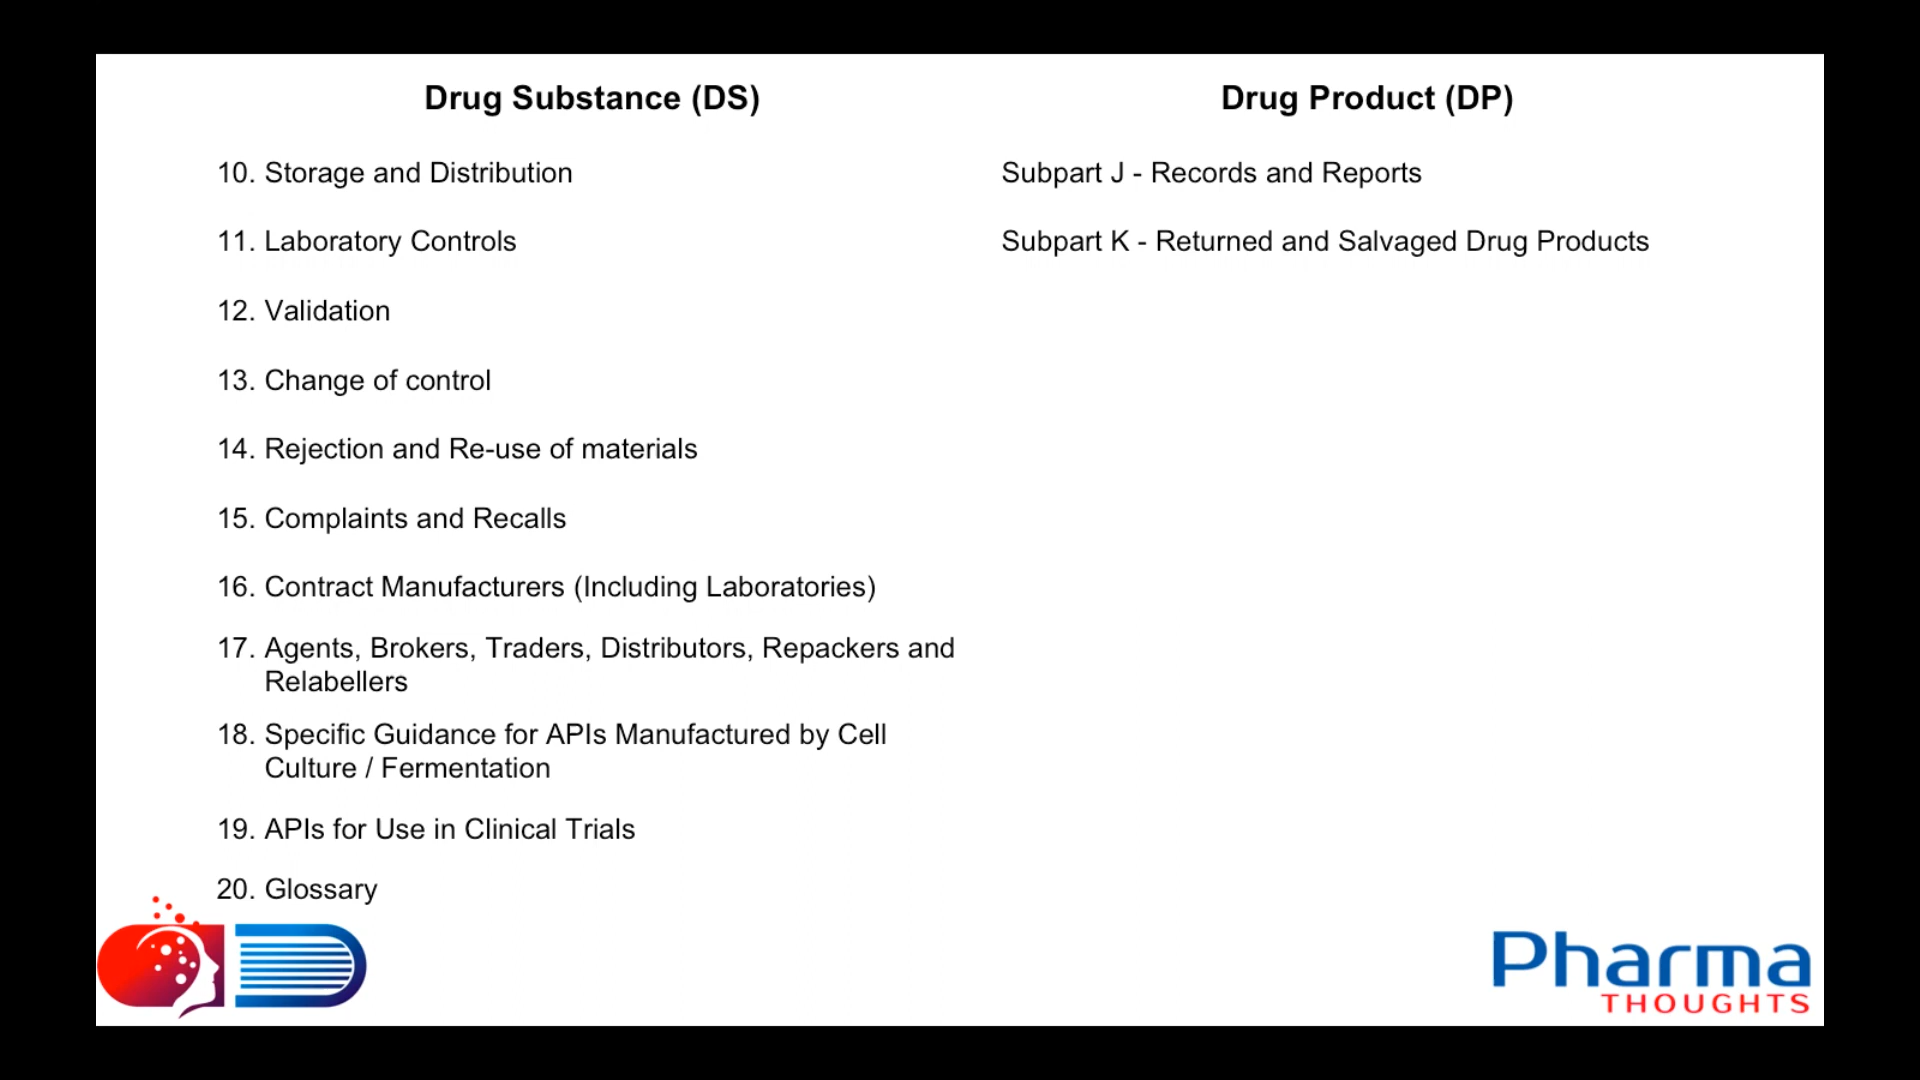 Drug Substance (DS)
Drug Product (DP)
10. Storage and Distribution
Subpart J - Records and Reports
11. Laboratory Controls
Subpart K - Returned and Salvaged Drug Products
12. Validation
13. Change of control
14. Rejection and Re-use of materials
15. Complaints and Recalls
16. Contract Manufacturers (Including Laboratories)
17. Agents, Brokers, Traders, Distributors, Repackers and
Relabellers
18. Specific Guidance for APIs Manufactured by Cell
Culture / Fermentation
19. APIs for Use in Clinical Trials
20. Glossary
Pharma
THOUGHTS